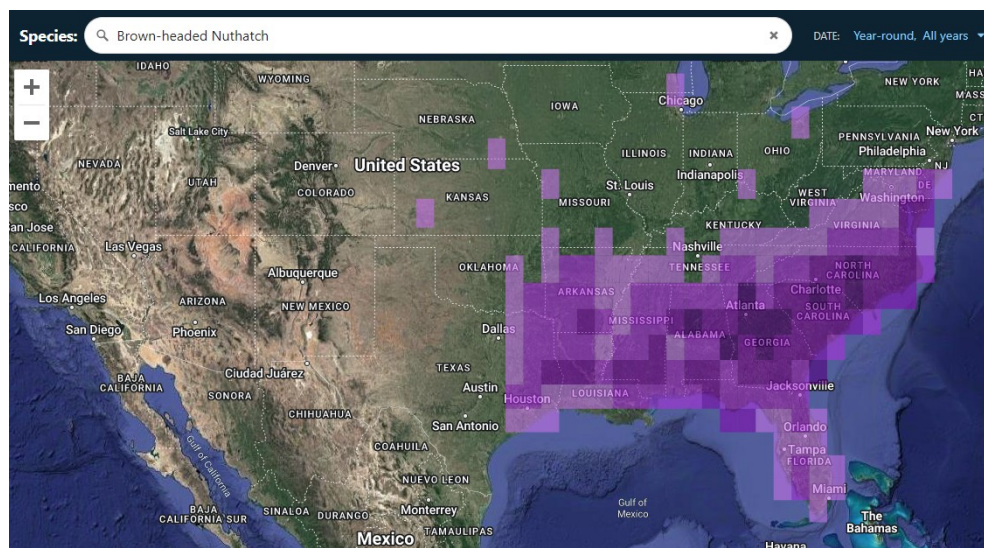 Species: Brown-headed Nuthatch × DATE: Year-round, All years
+
−
IDAHO
WYOMING
HA
NEW YORK
MASS
IOWA
Chicago
NEBRASKA
CT
Salt Lake City
PENNSYLVANIA
New York
NEVADA
Denver
United States
ILLINOIS
INDIANA
OHIO
Philadelphia
NJ
mento
UTAH
COLORADO
KANSAS
St. Louis
Indianapolis
MARYLAND
DE
sco
MISSOURI
WEST
VIRGINIA
Washington
an Jose
KENTUCKY
VIRGINIA
CALIFORNIA
Las Vegas
Nashville
Albuquerque
OKLAHOMA
TENNESSEE
NORTH
CAROLINA
Los Angeles
ARIZONA
NEW MEXICO
ARKANSAS
Charlotte
Atlanta
SOUTH
CAROLINA
San Diego
Phoenix
Dallas
MISSISSIPPI
ALABAMA
GEORGIA
BAJA
CALIFORNIA
Ciudad Juárez
TEXAS
SONORA
Austin
Houston
LOUISIANA
Jacksonville
CHIHUAHUA
San Antonio
Orlando
COAHUILA
Tampa
FLORIDA
Gulf of California
NUEVO LEON
Miami
BAJA
CALIFORNIA SUR
SINALOA
DURANGO
Monterrey
Gulf of
Mexico
The
Bahamas
TAMAULIPAS
Mexico
Havana